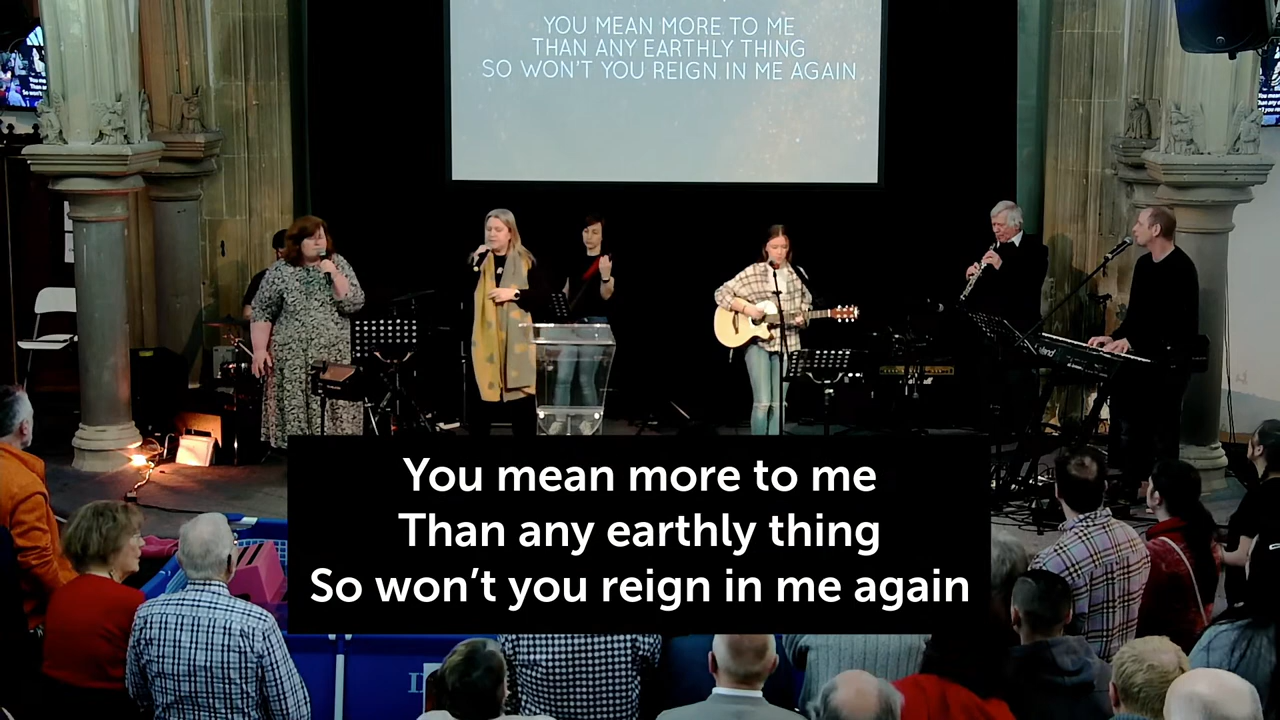 YOU MEAN MORE TO ME
THAN ANY EARTHLY THING
SO WON'T YOU REIGN IN ME AGAIN
You mean more to me
Than any earthly thing
So won't you reign in me again